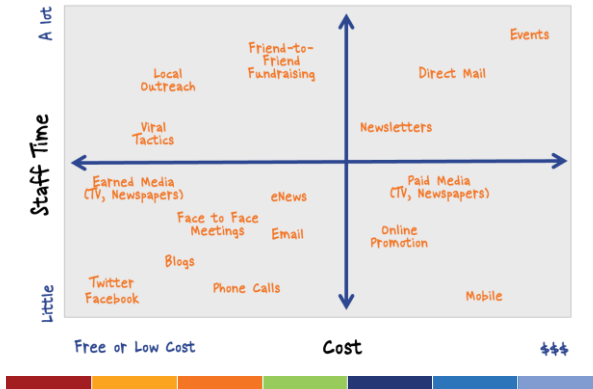 A lot
Events
Friend-to-
Friend
Fundraising
Local
Outreach
Direct Mail
Viral
Tactics
Newsletters
Staff Time
Earned Media
(TV, Newspapers)
Paid Media
(TV, Newspapers)
eNews
Face to Face
Meetings
Email
Online
Promotion
Blogs
Twitter
Facebook
Phone Calls
Mobile
Little
Free or Low Cost
Cost
$$$